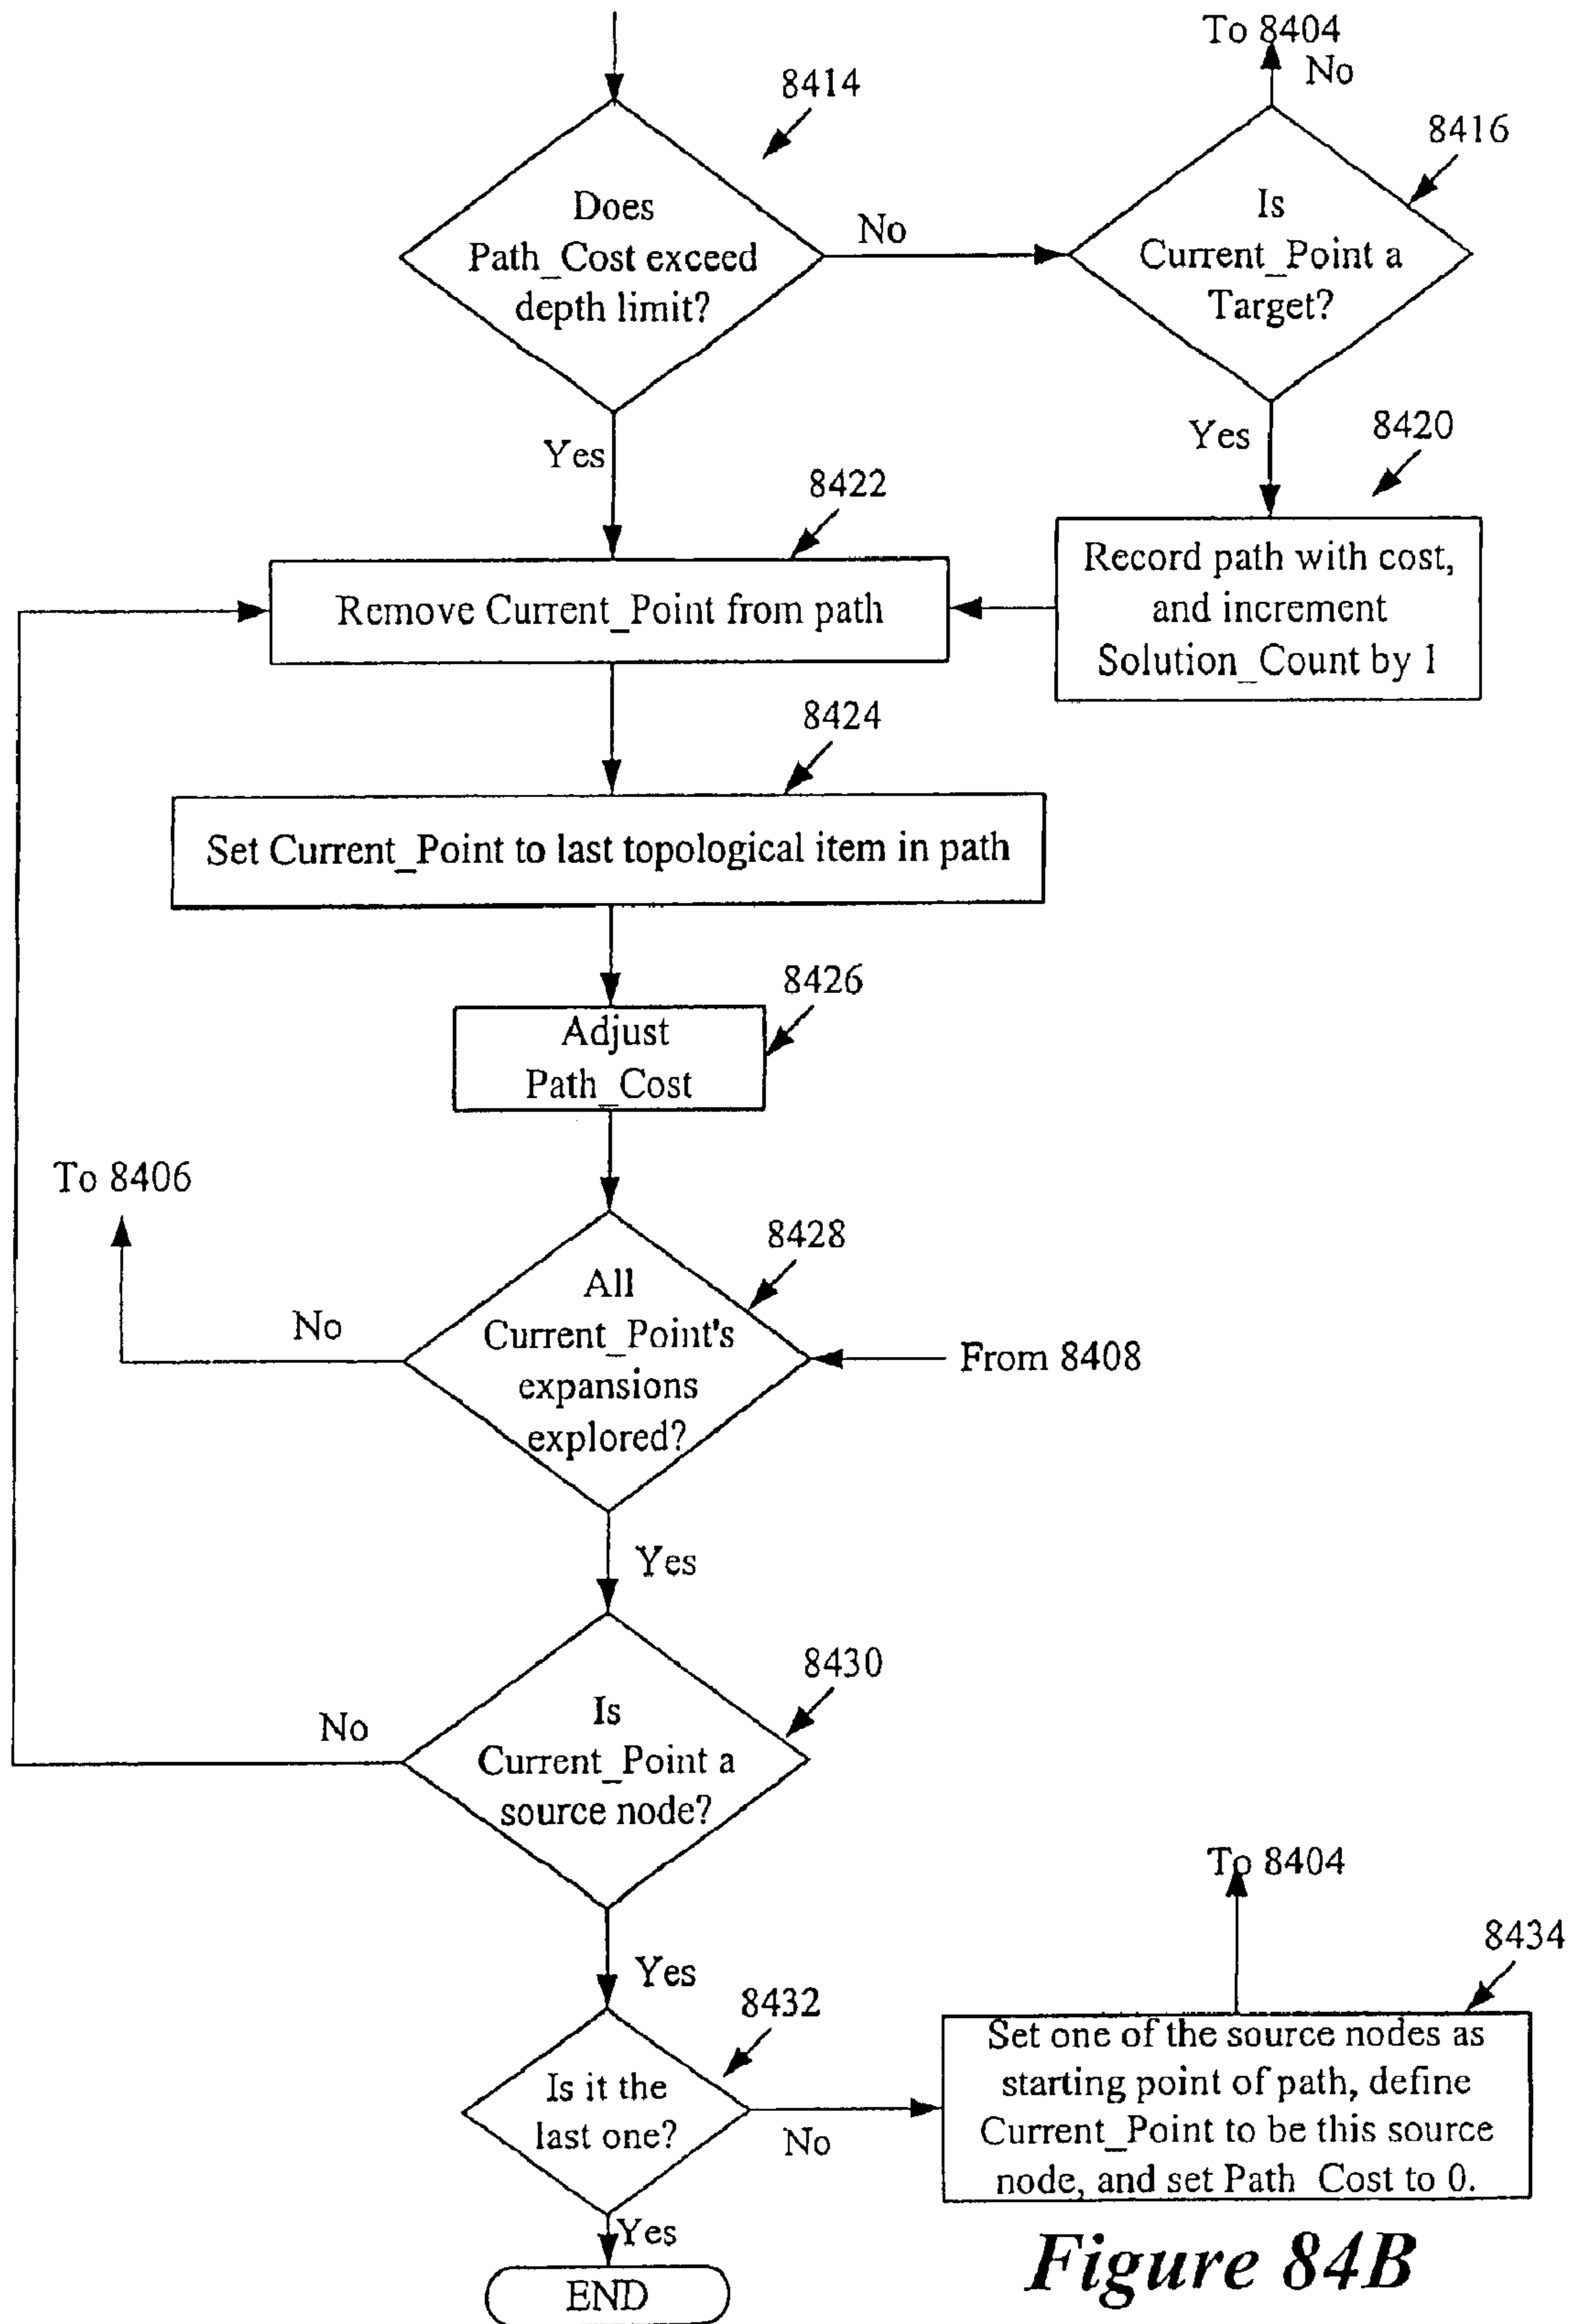 To 8404
No
8414
8416
Does
Path_Cost exceed
depth limit?
No
Is
Current_Point a
Target?
Yes
Yes
8420
8422
Record path with cost,
and increment
Solution_Count by 1
Remove Current_Point from path
8424
Set Current_Point to last topological item in path
8426
Adjust
Path_Cost
To 8406
8428
All
Current_Point's
expansions
explored?
No
From 8408
Yes
8430
Is
Current_Point a
source node?
No
To 8404
8434
Yes
8432
Is it the
last one?
No
Set one of the source nodes as
starting point of path, define
Current_Point to be this source
node, and set Path_Cost to 0.
Yes
END
Figure 84B